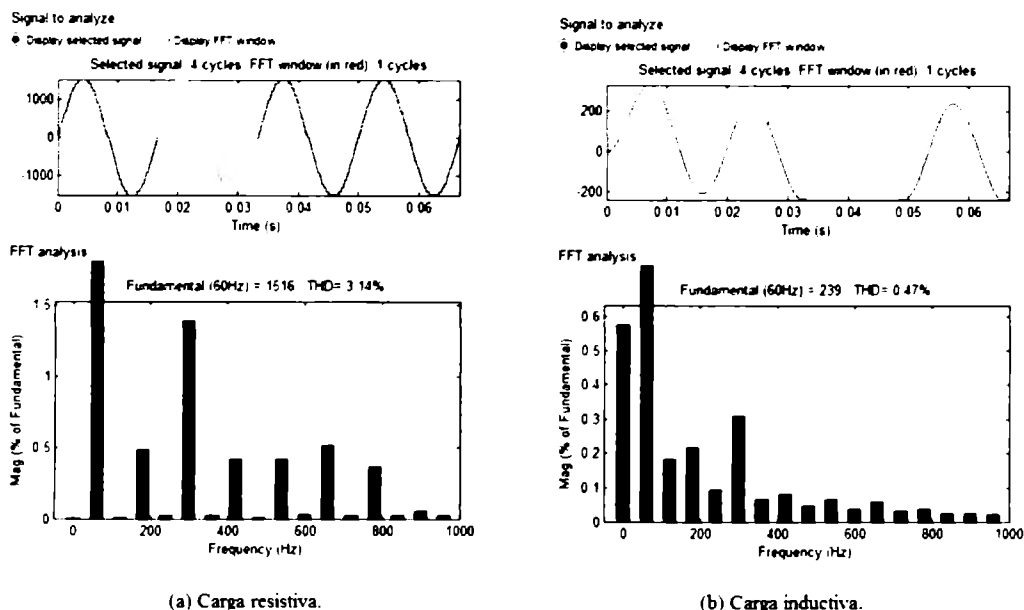 Signal to analyze
Display selected signal Display FFT window
Selected signal 4 cycles FFT window (in red) 1 cycles
1000
0
-1000
0 0.01 0.02 0.03 0.04 0.05 0.06
Time (s)
FFT analysis
Fundamental (60Hz) = 1516 THD= 3.14%
Mag (% of Fundamental)
1.5
1
0.5
0
0 200 400 600 800 1000
Frequency (Hz)
(a) Carga resistiva.
Signal to analyze
Display selected signal Display FFT window
Selected signal 4 cycles FFT window (in red) 1 cycles
200
0
-200
0 0.01 0.02 0.03 0.04 0.05 0.06
Time (s)
FFT analysis
Fundamental (60Hz) = 239 THD= 0.47%
Mag (% of Fundamental)
0.6
0.5
0.4
0.3
0.2
0.1
0
0 200 400 600 800 1000
Frequency (Hz)
(b) Carga inductiva.